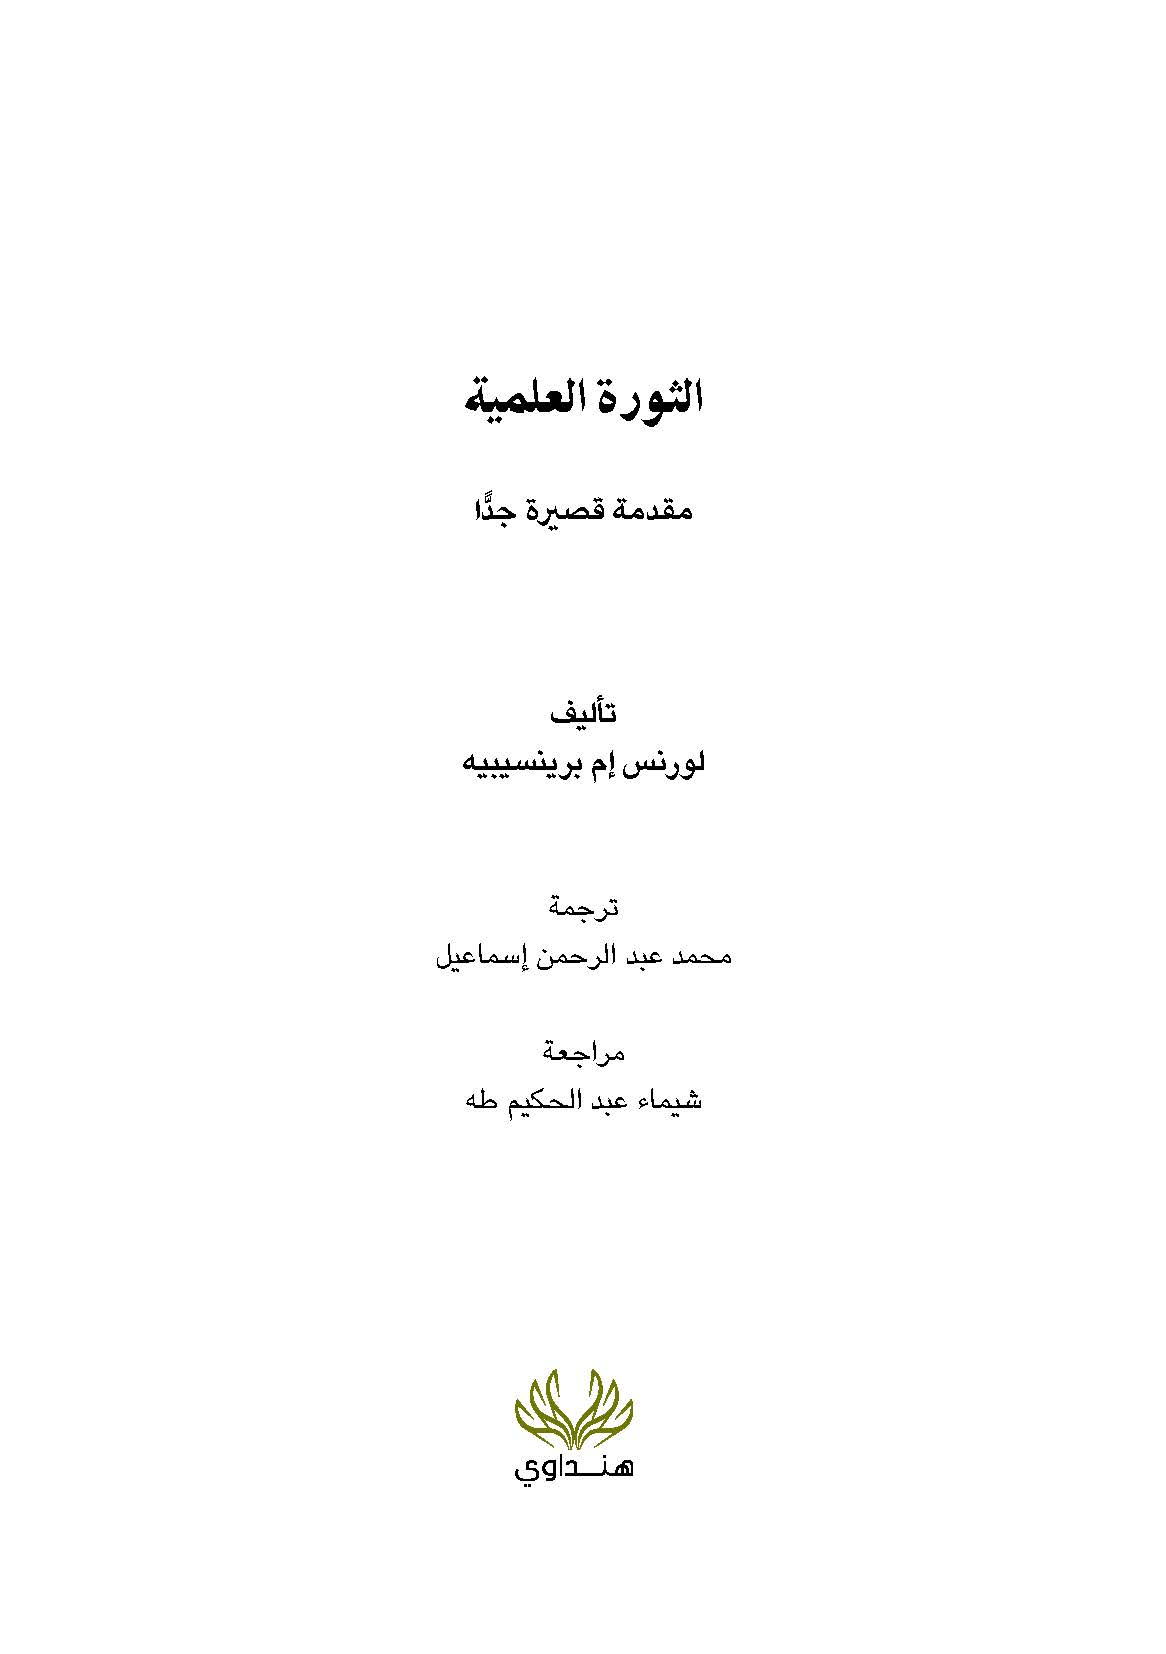 الثورة العلمية
مقدمة قصيرة جدًّا
تأليف
لورنس إم برينسيبيه
ترجمة
محمد عبد الرحمن إسماعيل
مراجعة
شيماء عبد الحكيم طه
هنداوي